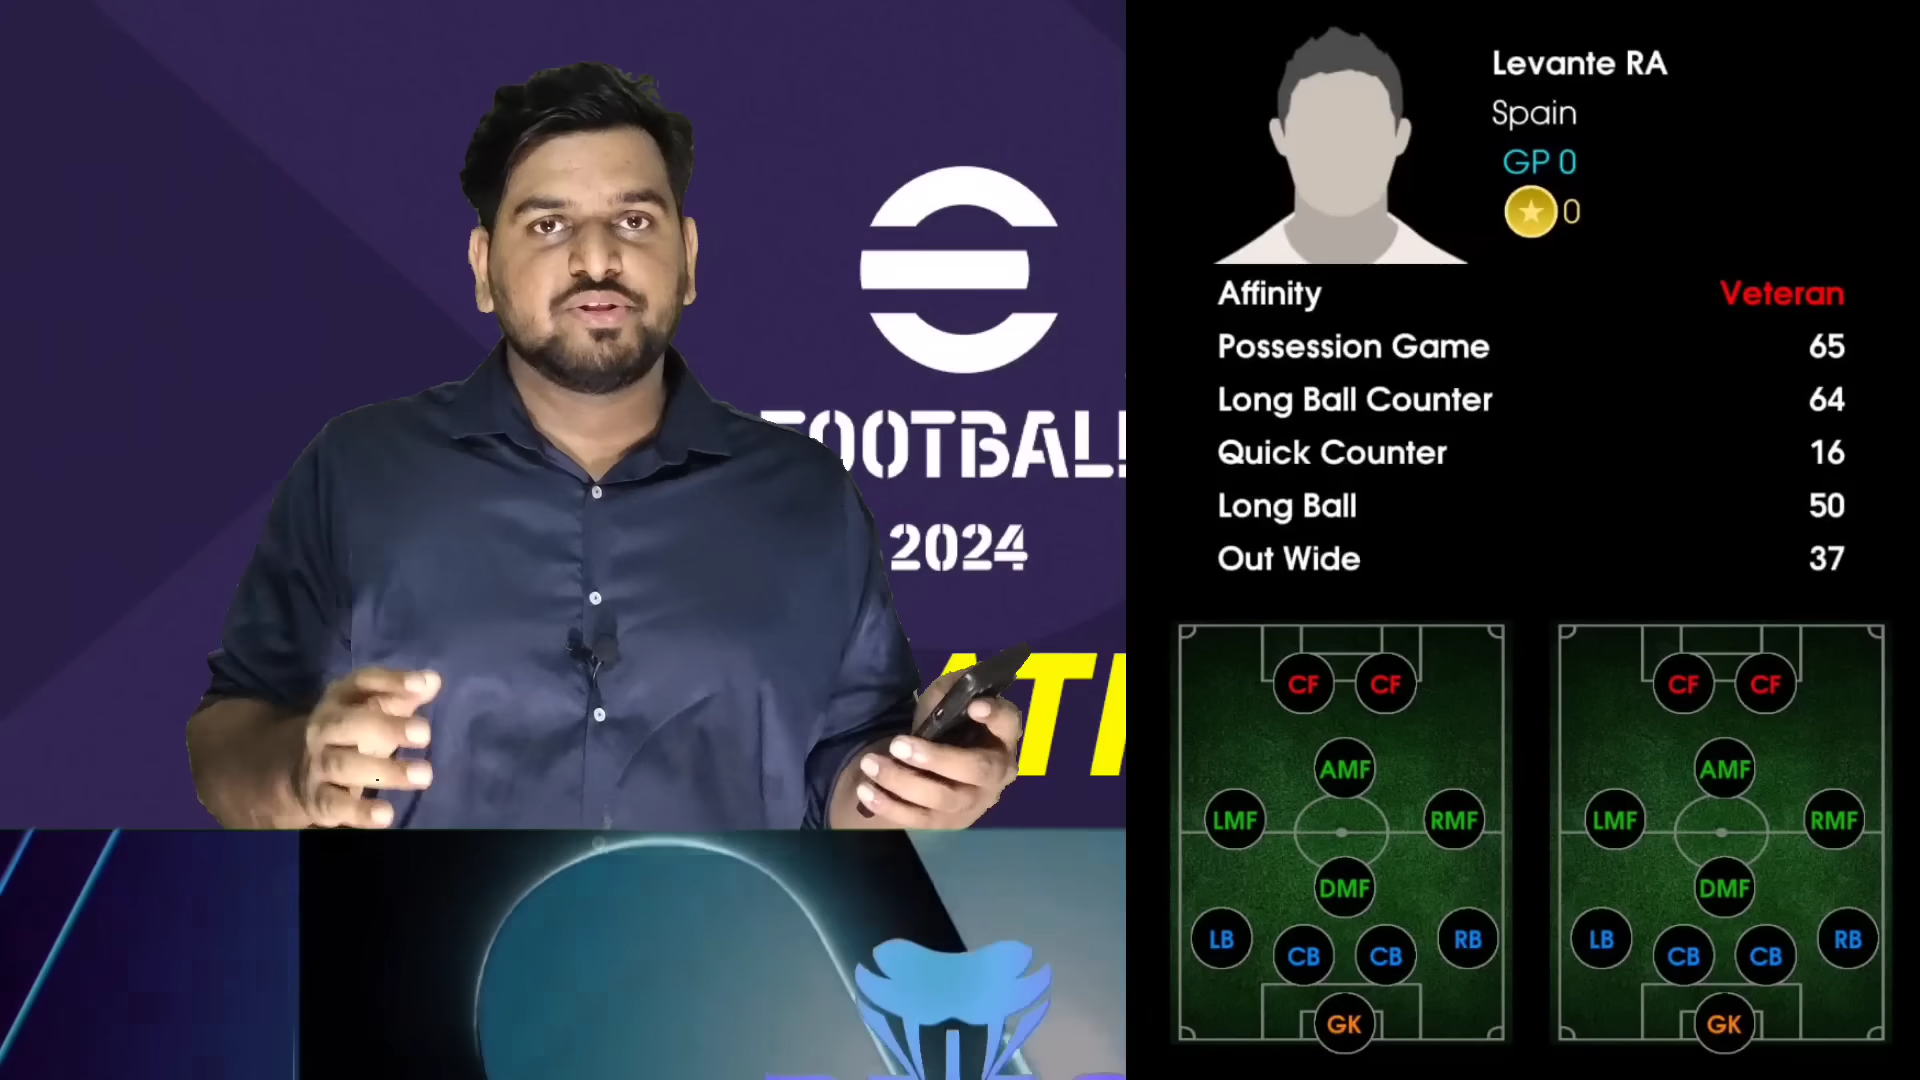 FOOTBALL
2024
Levante RA
Spain
GP 0
0
Affinity Veteran
Possession Game 65
Long Ball Counter 64
Quick Counter 16
Long Ball 50
Out Wide 37
CF CF
AMF
LMF RMF
DMF
LB RB
CB CB
GK
CF CF
AMF
LMF RMF
DMF
LB RB
CB CB
GK